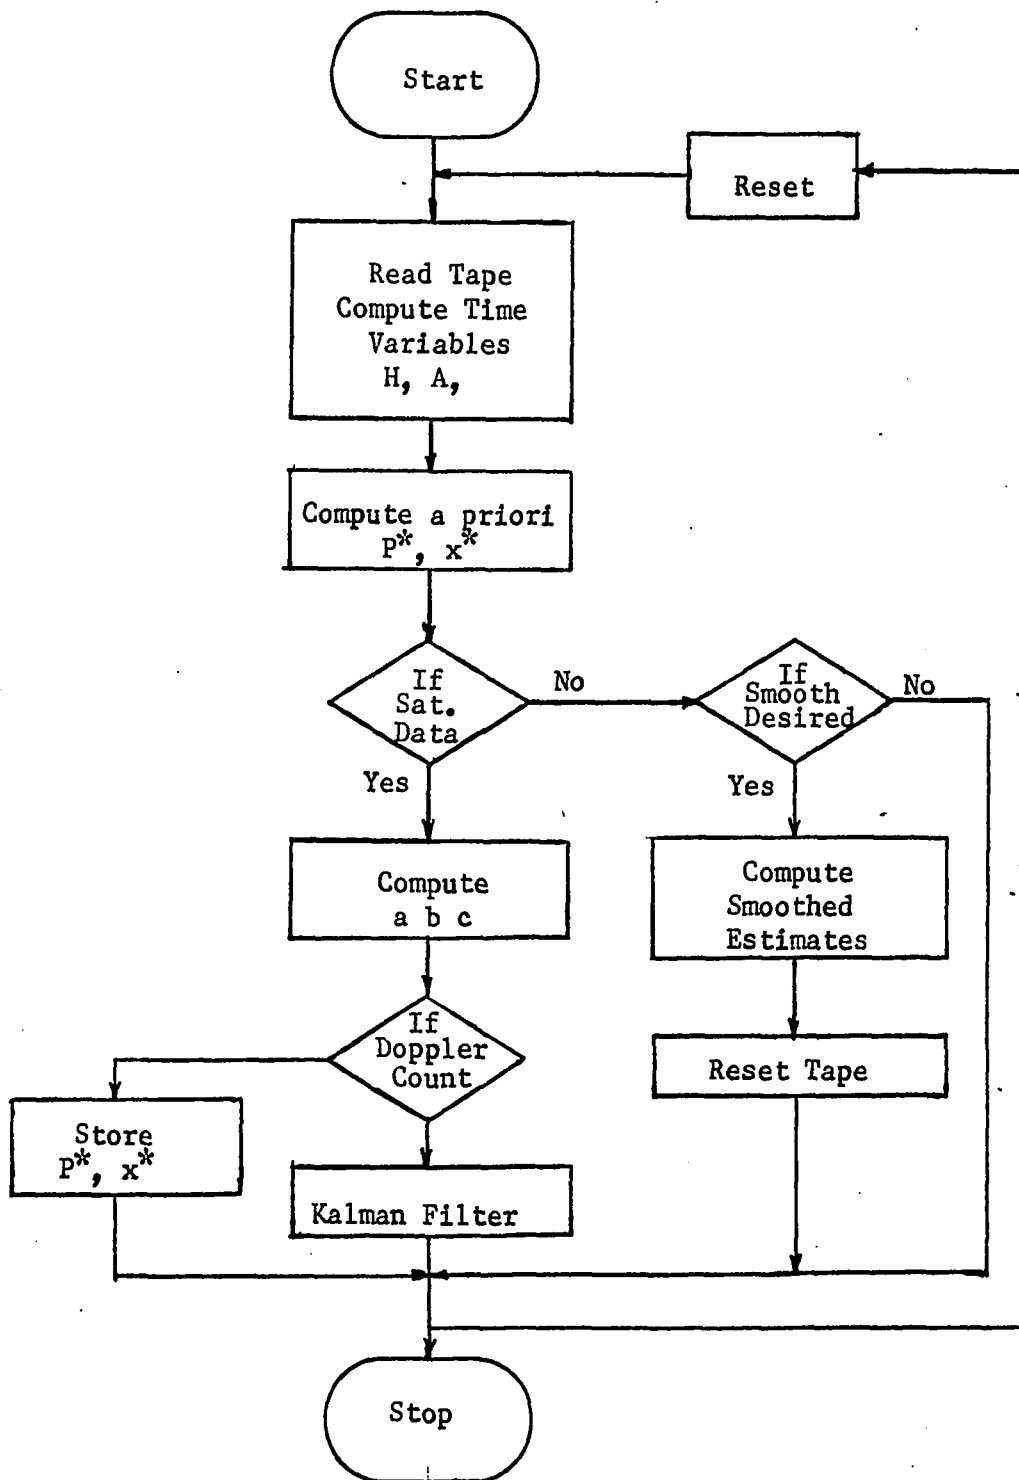 Start
Reset
Read Tape
Compute Time
Variables
H, A,
Compute a priori
P*, x*
If
Sat.
Data
No
If
Smooth
Desired
No
Yes
Yes
Compute
a b c
Compute
Smoothed
Estimates
If
Doppler
Count
Reset Tape
Store
P*, x*
Kalman Filter
Stop